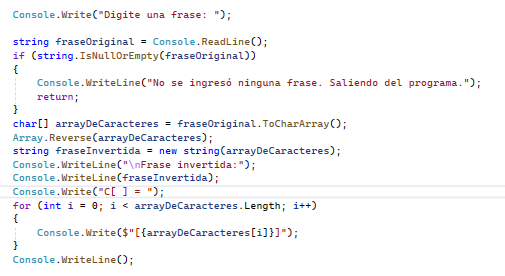 Console.Write("Digite una frase: ");
string fraseOriginal = Console.ReadLine();
if (string.IsNullOrEmpty(fraseOriginal))
{
Console.WriteLine("No se ingresó ninguna frase. Saliendo del programa.");
return;
}
char[] arrayDeCaracteres = fraseOriginal.ToCharArray();
Array.Reverse(arrayDeCaracteres);
string fraseInvertida = new string(arrayDeCaracteres);
Console.WriteLine("\nFrase invertida:");
Console.WriteLine(fraseInvertida);
Console.Write("C[ ] = ");
for (int i = 0; i < arrayDeCaracteres.Length; i++)
{
Console.Write($"[{arrayDeCaracteres[i]}]");
}
Console.WriteLine();